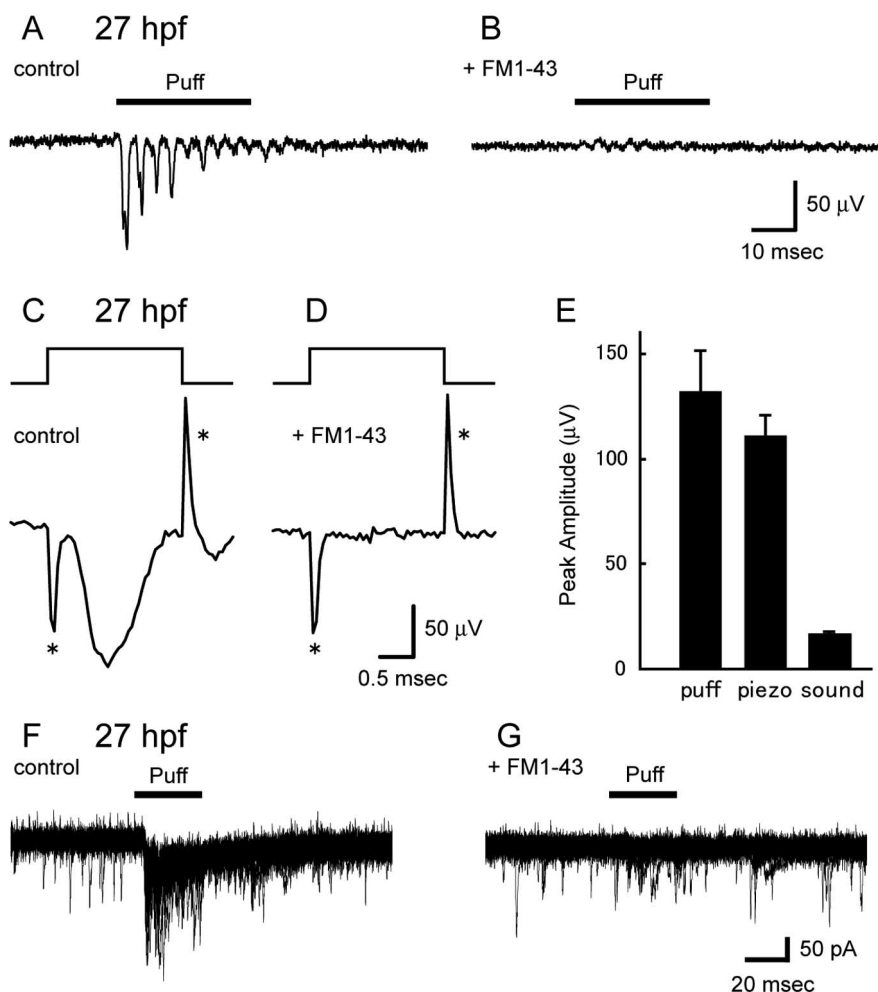 A 27 hpf
control
Puff
B
+ FM1-43
Puff
50 μV
10 msec
C 27 hpf
control
*
*
D
+ FM1-43
*
*
50 μV
0.5 msec
E
Peak Amplitude (μV)
150
100
50
0
puff piezo sound
F 27 hpf
control
Puff
G
+ FM1-43
Puff
50 pA
20 msec